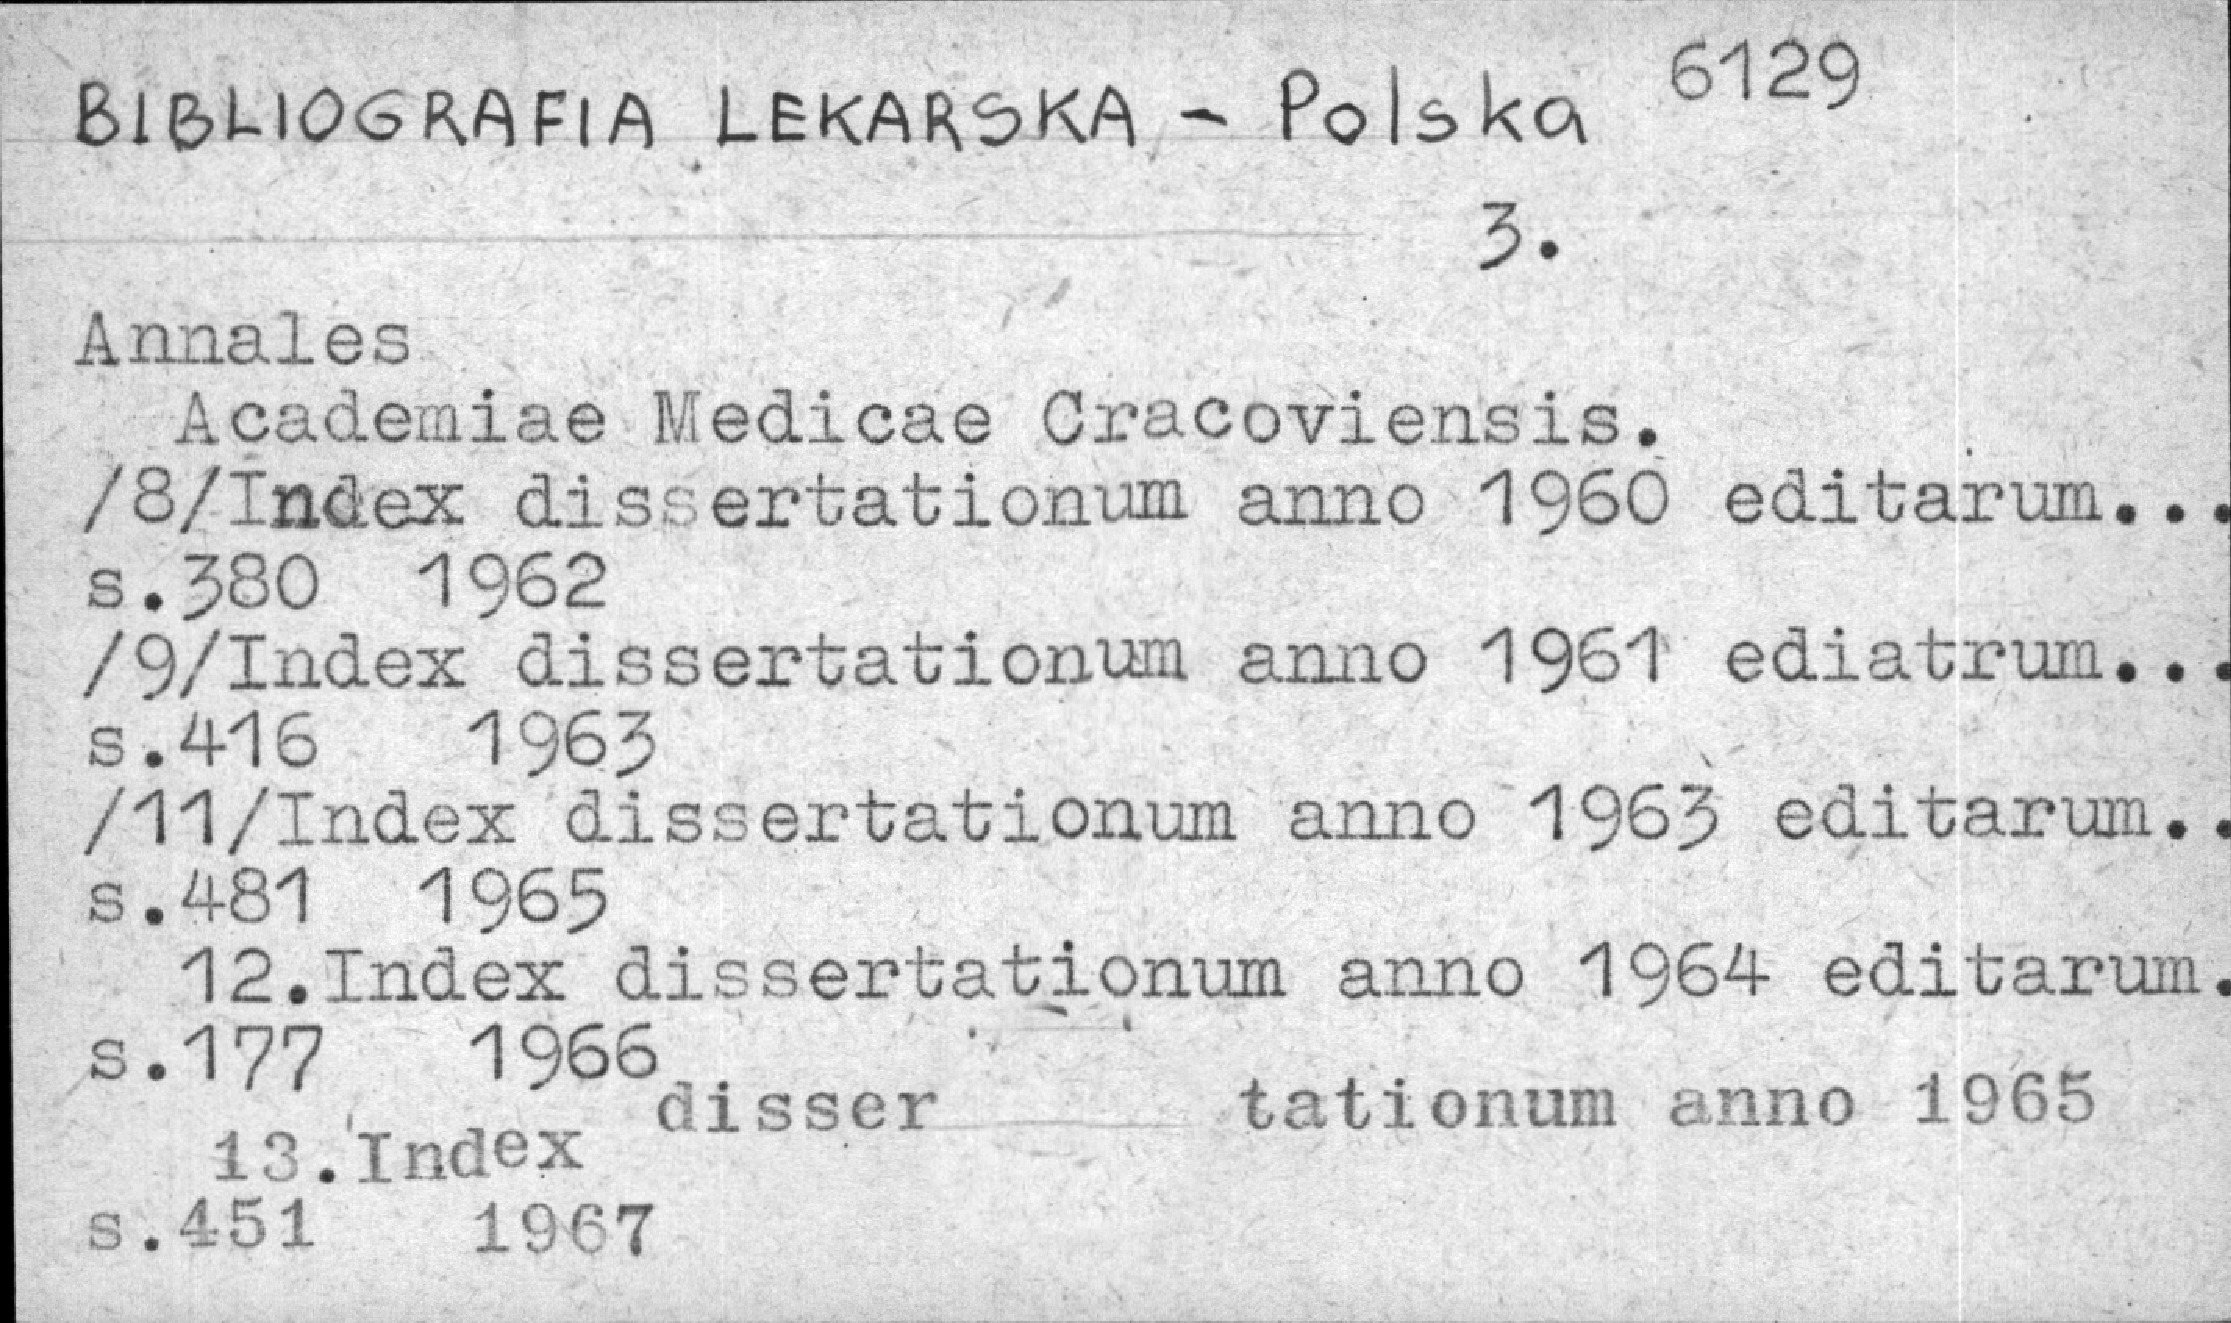 BIBLIOGRAFIA LEKARSKA - Polska 6129
3.
Annales
Academiae Medicae Cracoviensis.
/8/Index dissertationum anno 1960 editarum...
s.380 1962
/9/Index dissertationum anno 1961 ediatrum...
s.416 1963
/11/Index dissertationum anno 1963 editarum..
s.481 1965
12.Index dissertationum anno 1964 editarum.
s.177 1966
13.Index disser tationum anno 1965
s.451 1967